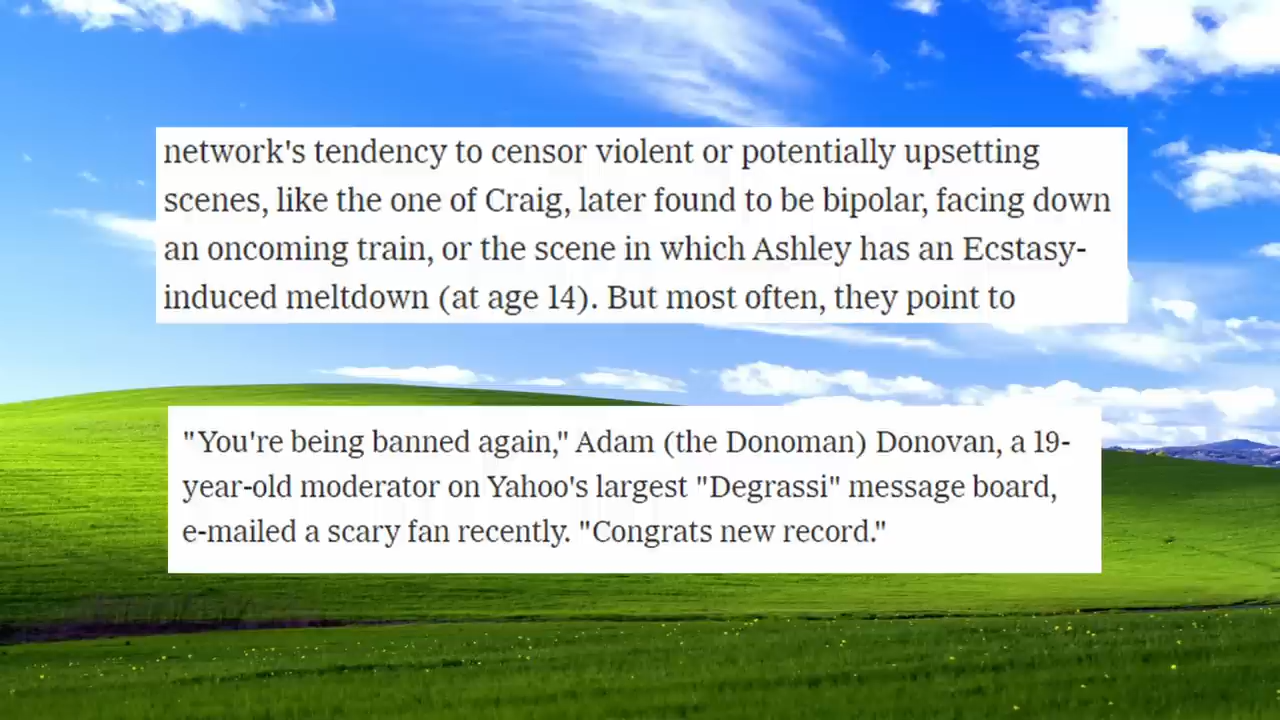 network's tendency to censor violent or potentially upsetting
scenes, like the one of Craig, later found to be bipolar, facing down
an oncoming train, or the scene in which Ashley has an Ecstasy-
induced meltdown (at age 14). But most often, they point to
"You're being banned again," Adam (the Donoman) Donovan, a 19-
year-old moderator on Yahoo's largest "Degrassi" message board,
e-mailed a scary fan recently. "Congrats new record."